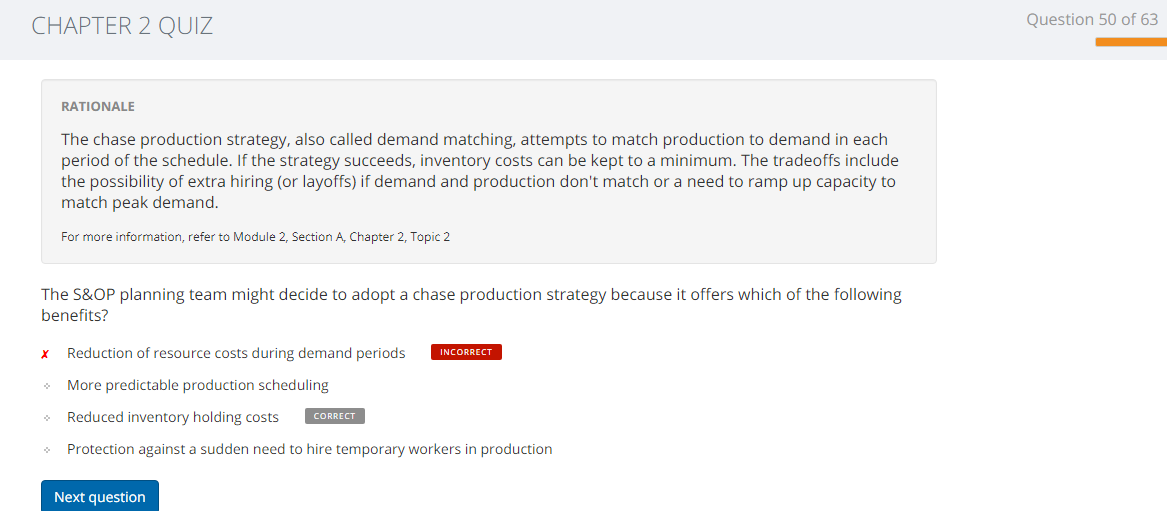 CHAPTER 2 QUIZ
Question 50 of 63
RATIONALE
The chase production strategy, also called demand matching, attempts to match production to demand in each
period of the schedule. If the strategy succeeds, inventory costs can be kept to a minimum. The tradeoffs include
the possibility of extra hiring (or layoffs) if demand and production don't match or a need to ramp up capacity to
match peak demand.
For more information, refer to Module 2, Section A, Chapter 2, Topic 2
The S&OP planning team might decide to adopt a chase production strategy because it offers which of the following
benefits?
✗ Reduction of resource costs during demand periods INCORRECT
More predictable production scheduling
Reduced inventory holding costs CORRECT
Protection against a sudden need to hire temporary workers in production
Next question